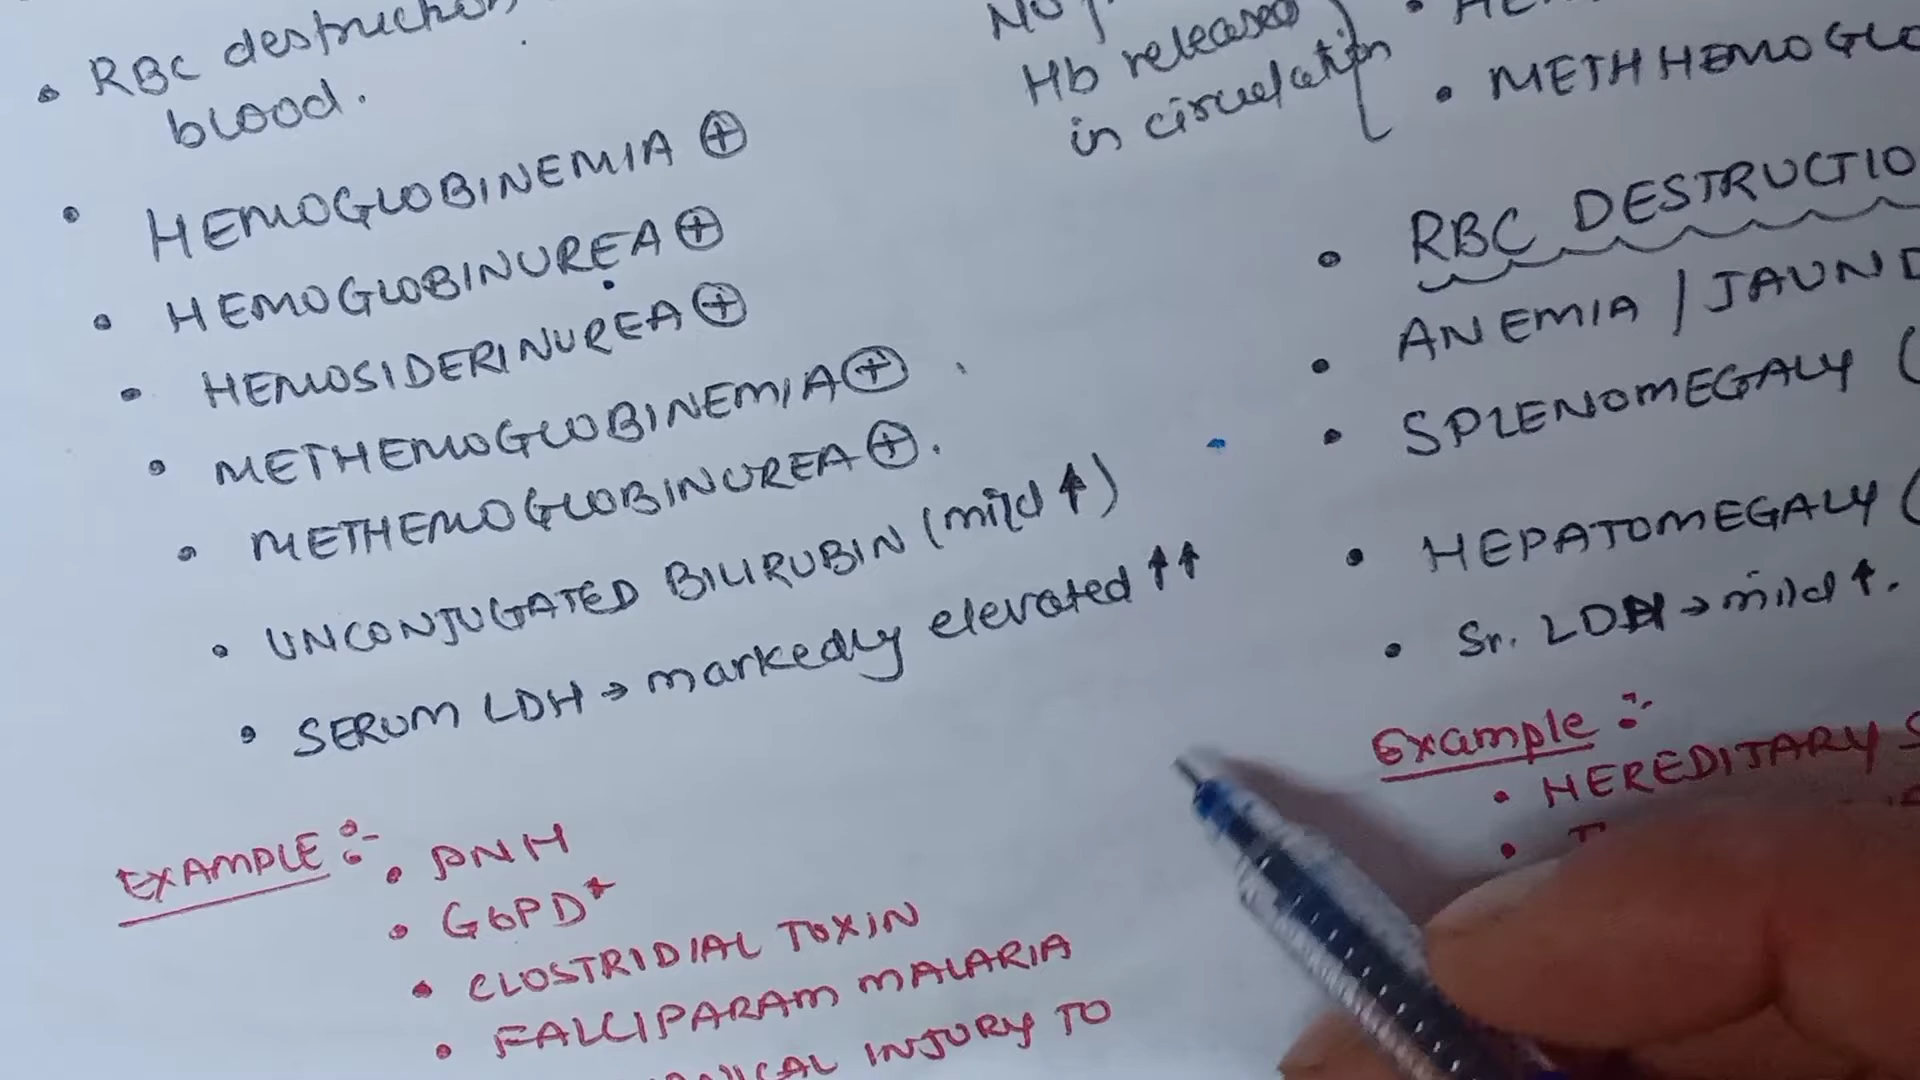 • RBC destruction
blood.
• HEMOGLOBINEMIA ⊕
• HEMOGLOBINUREA ⊕
• HEMOSIDERINUREA ⊕
• METHEMOGLOBINEMIA ⊕
• METHEMOGLOBINUREA ⊕.
• UNCONJUGATED BILIRUBIN (mild ↑)
• SERUM LDH → markedly elevated ↑↑
EXAMPLE :- • PNH
• G6PD*
• CLOSTRIDIAL TOXIN
• FALCIPARAM MALARIA
INJURY TO
Hb released
in circulation
• METHHEMOGLO
• RBC DESTRUCTIO
• ANEMIA / JAUND
• SPLENOMEGALY (
• HEPATOMEGALY (
• Sr. LDH → mild ↑.
Example :-
• HEREDITARY S